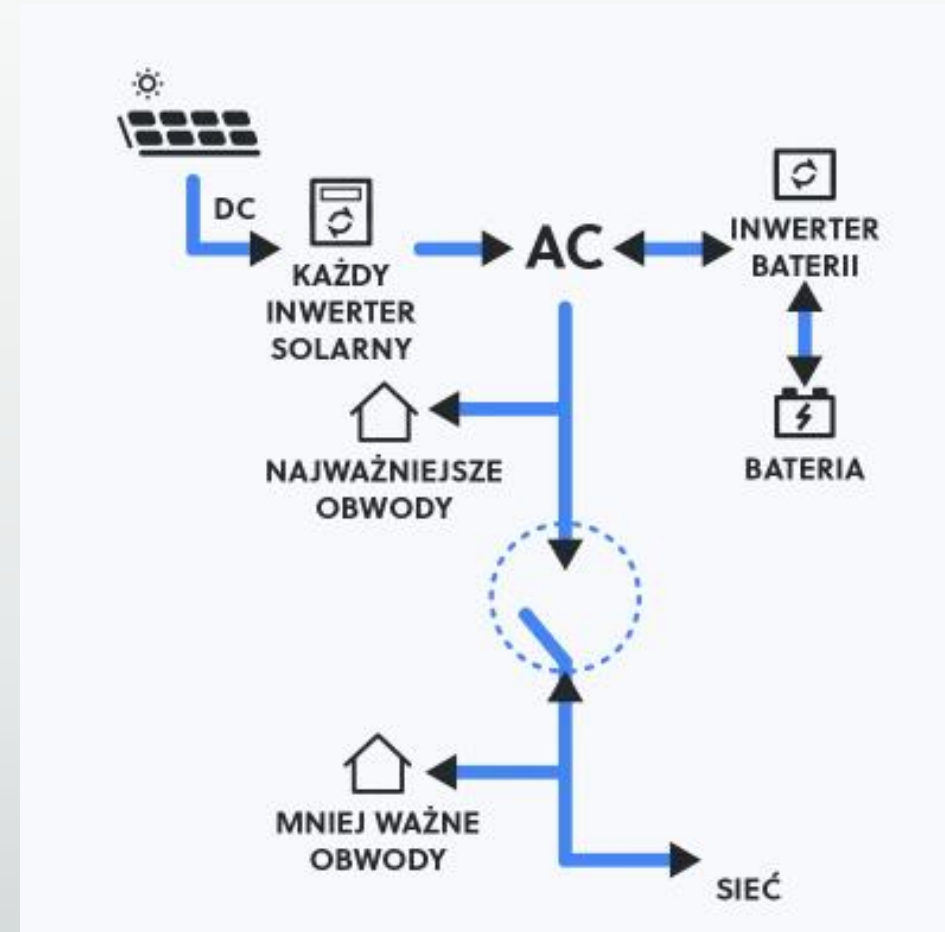 DC
KAŻDY
INWERTER
SOLARNY
AC
INWERTER
BATERII
BATERIA
NAJWAŻNIEJSZE
OBWODY
MNIEJ WAŻNE
OBWODY
SIEĆ